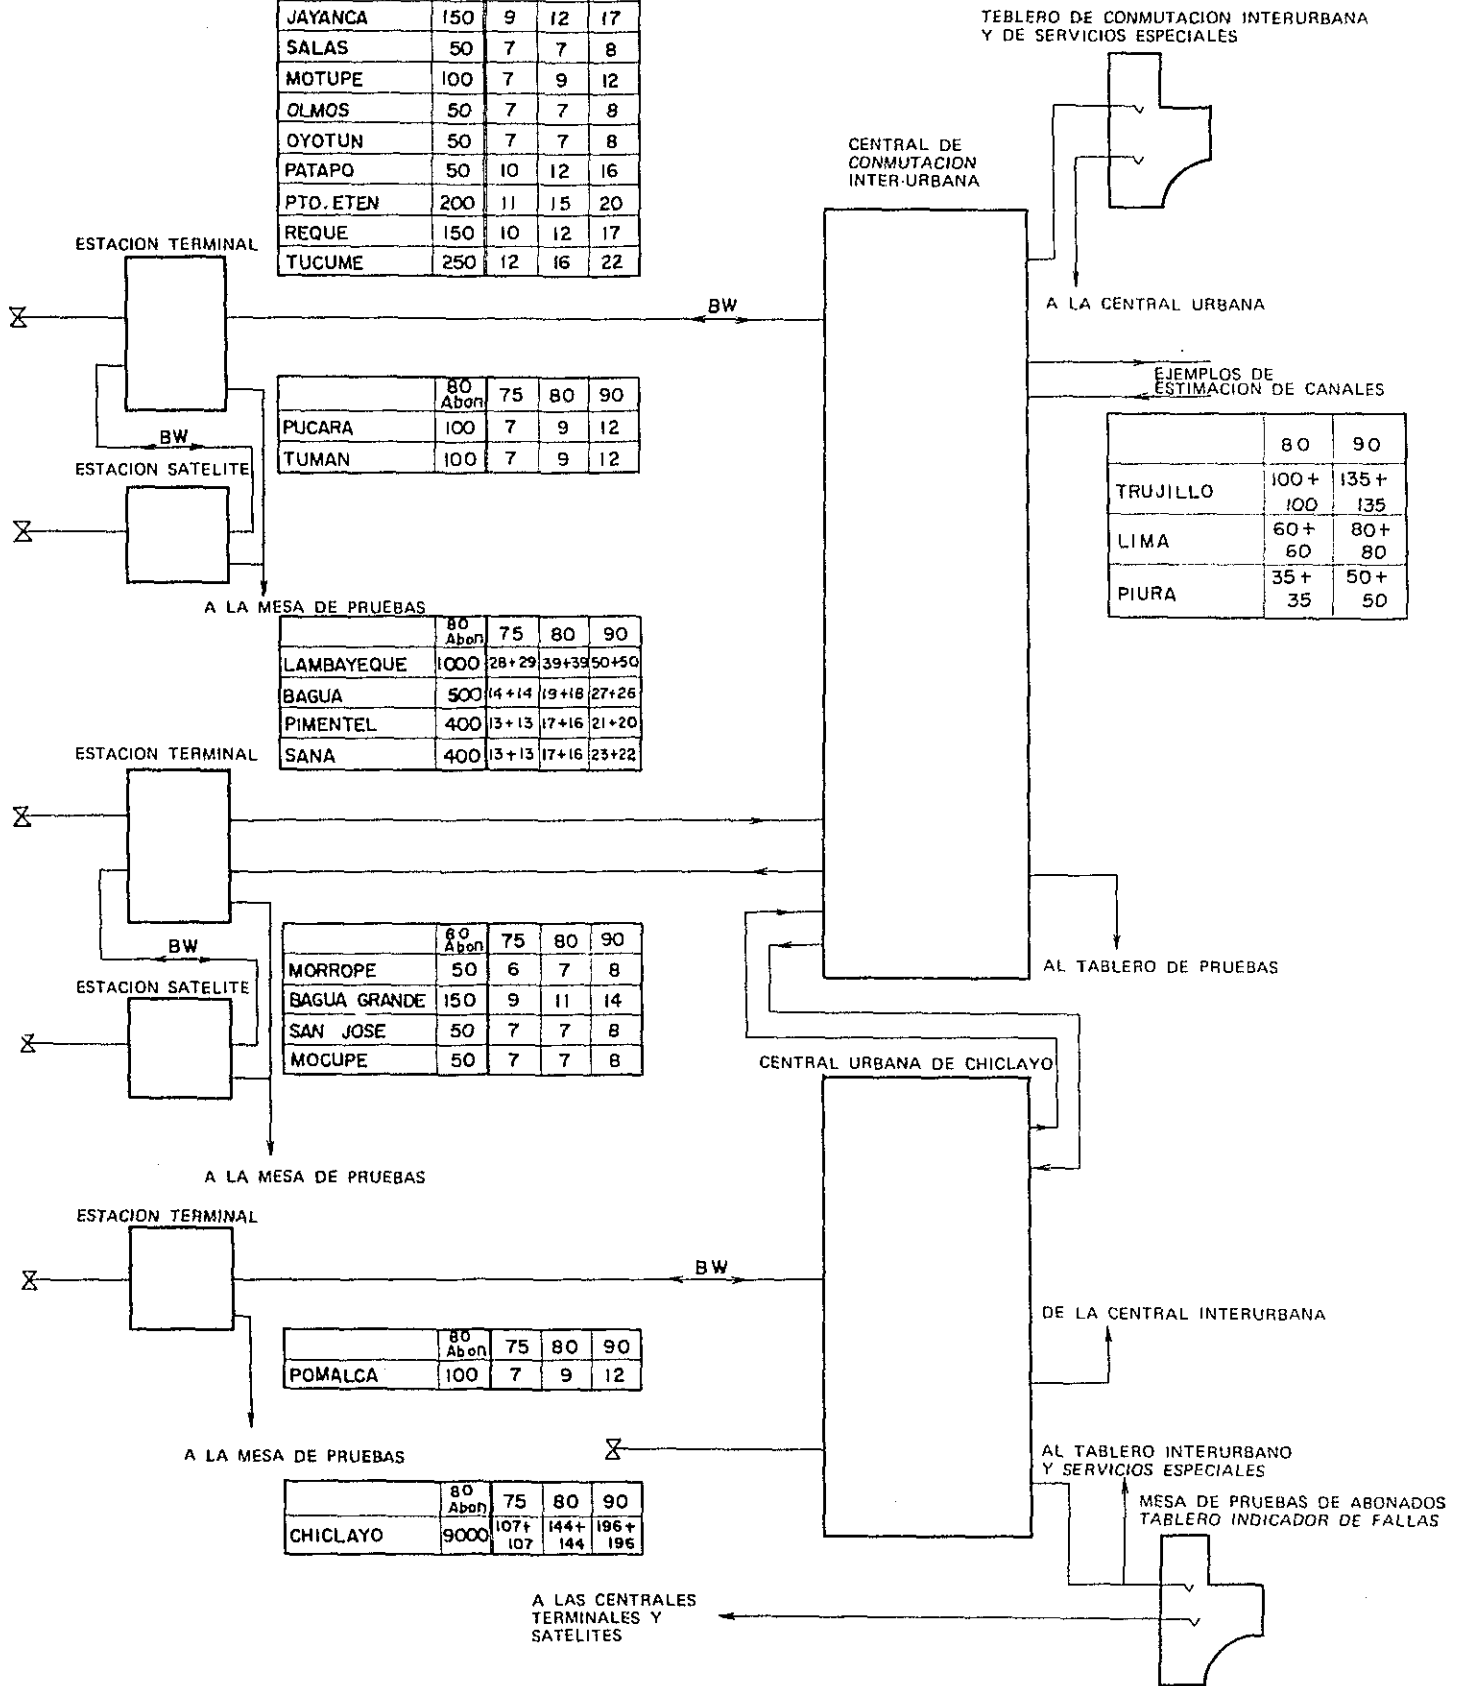 JAYANCA 150 9 12 17
SALAS 50 7 7 8
MOTUPE 100 7 9 12
OLMOS 50 7 7 8
OYOTUN 50 7 7 8
PATAPO 50 10 12 16
PTO. ETEN 200 11 15 20
REQUE 150 10 12 17
TUCUME 250 12 16 22
TEBLERO DE CONMUTACION INTERURBANA
Y DE SERVICIOS ESPECIALES
CENTRAL DE
CONMUTACION
INTER-URBANA
A LA CENTRAL URBANA
ESTACION TERMINAL
BW
EJEMPLOS DE
ESTIMACION DE CANALES
80 90
TRUJILLO 100+ 135+
100 135
LIMA 60+ 80+
60 80
PIURA 35+ 50+
35 50
80
Abon 75 80 90
PUCARA 100 7 9 12
TUMAN 100 7 9 12
BW
ESTACION SATELITE
A LA MESA DE PRUEBAS
80
Abon 75 80 90
LAMBAYEQUE 1000 28+29 39+39 50+50
BAGUA 500 14+14 19+18 27+26
PIMENTEL 400 13+13 17+16 21+20
SANA 400 13+13 17+16 23+22
ESTACION TERMINAL
80
Abon 75 80 90
MORROPE 50 6 7 8
BAGUA GRANDE 150 9 11 14
SAN JOSE 50 7 7 8
MOCUPE 50 7 7 8
BW
ESTACION SATELITE
A LA MESA DE PRUEBAS
AL TABLERO DE PRUEBAS
CENTRAL URBANA DE CHICLAYO
ESTACION TERMINAL
BW
DE LA CENTRAL INTERURBANA
80
Abon 75 80 90
POMALCA 100 7 9 12
A LA MESA DE PRUEBAS
AL TABLERO INTERURBANO
Y SERVICIOS ESPECIALES
80
Abon 75 80 90
CHICLAYO 9000 107+ 144+ 196+
107 144 196
MESA DE PRUEBAS DE ABONADOS
TABLERO INDICADOR DE FALLAS
A LAS CENTRALES
TERMINALES Y
SATELITES